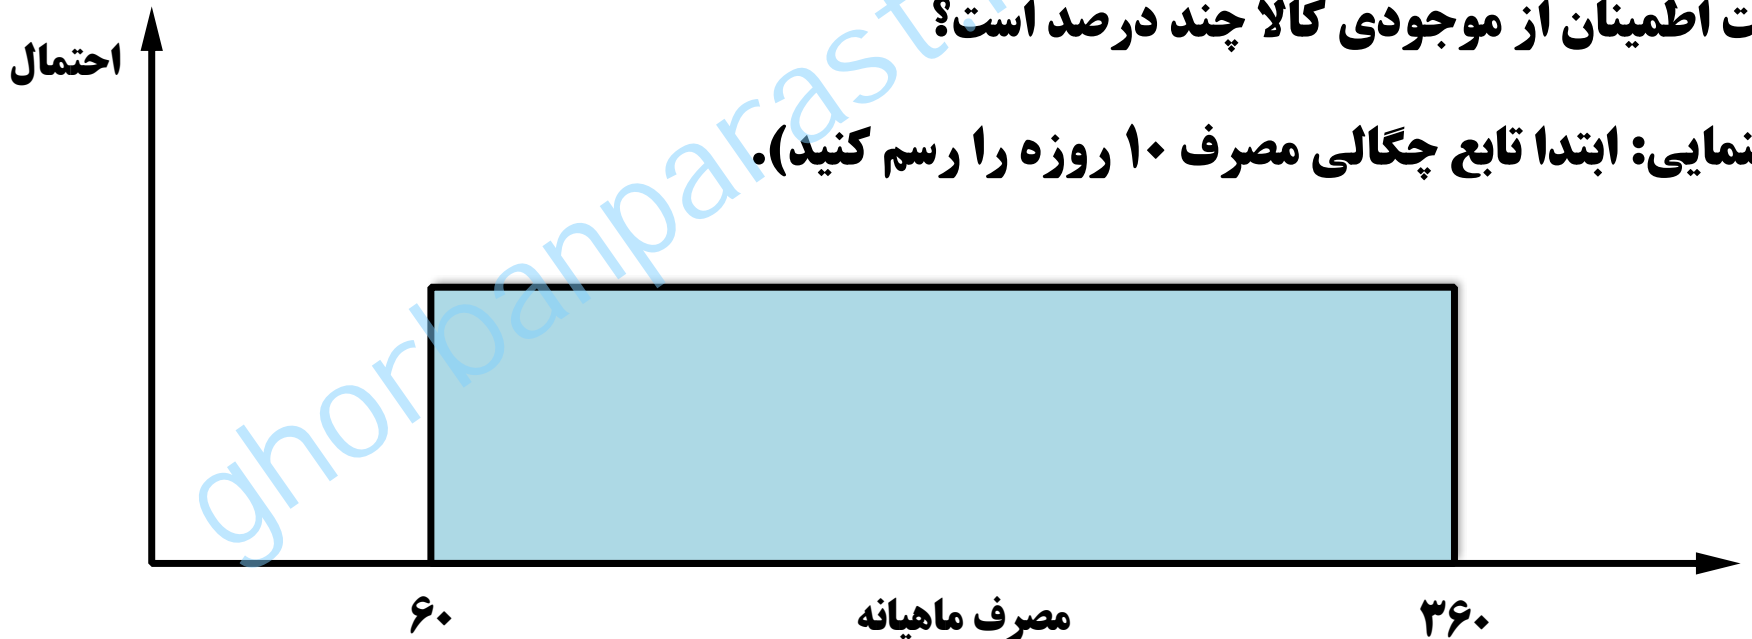 ت اطمینان از موجودی کالا چند درصد است؟
نمایی: ابتدا تابع چگالی مصرف ۱۰ روزه را رسم کنید).
احتمال
۶۰
مصرف ماهیانه
۳۶۰
ghorbanparast.